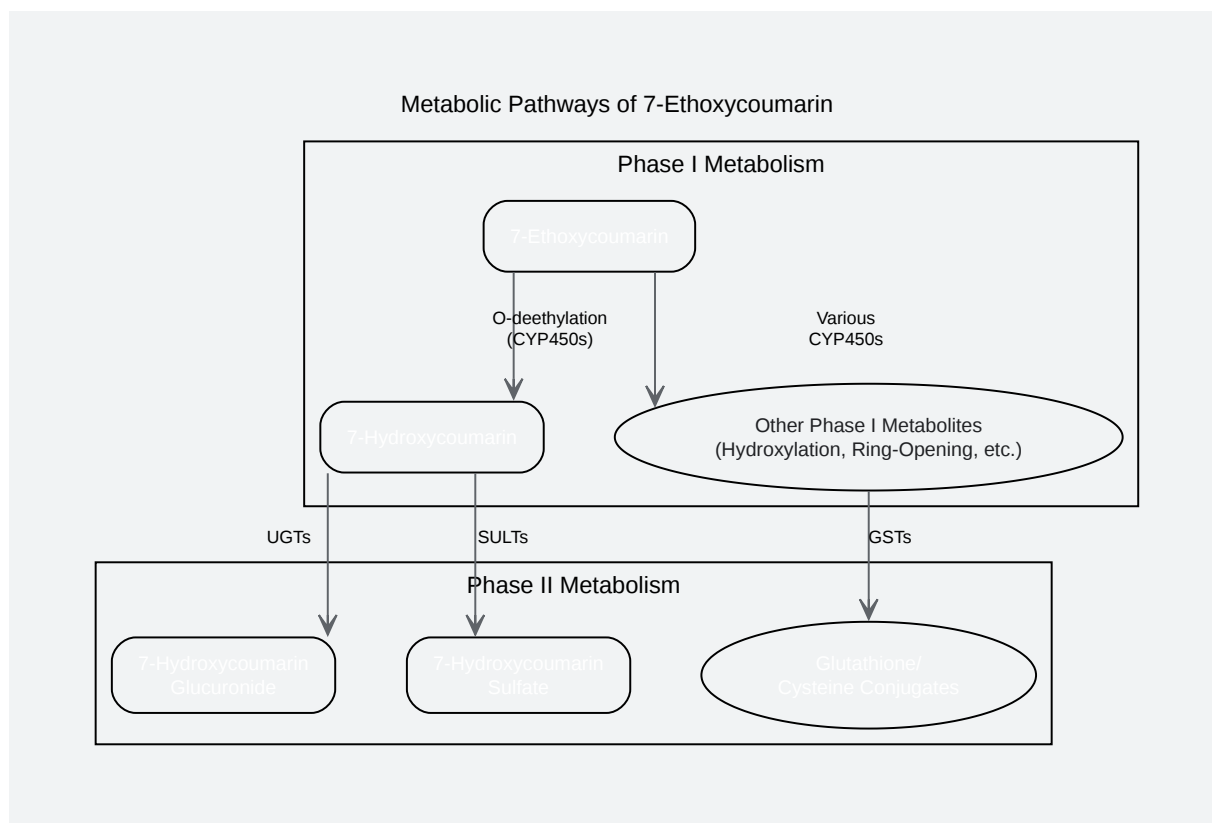 Metabolic Pathways of 7-Ethoxycoumarin
Phase I Metabolism
7-Ethoxycoumarin
O-deethylation
(CYP450s)
Various
CYP450s
7-Hydroxycoumarin
Other Phase I Metabolites
(Hydroxylation, Ring-Opening, etc.)
UGTs
SULTs
GSTs
Phase II Metabolism
7-Hydroxycoumarin
Glucuronide
7-Hydroxycoumarin
Sulfate
Glutathione/
Cysteine Conjugates